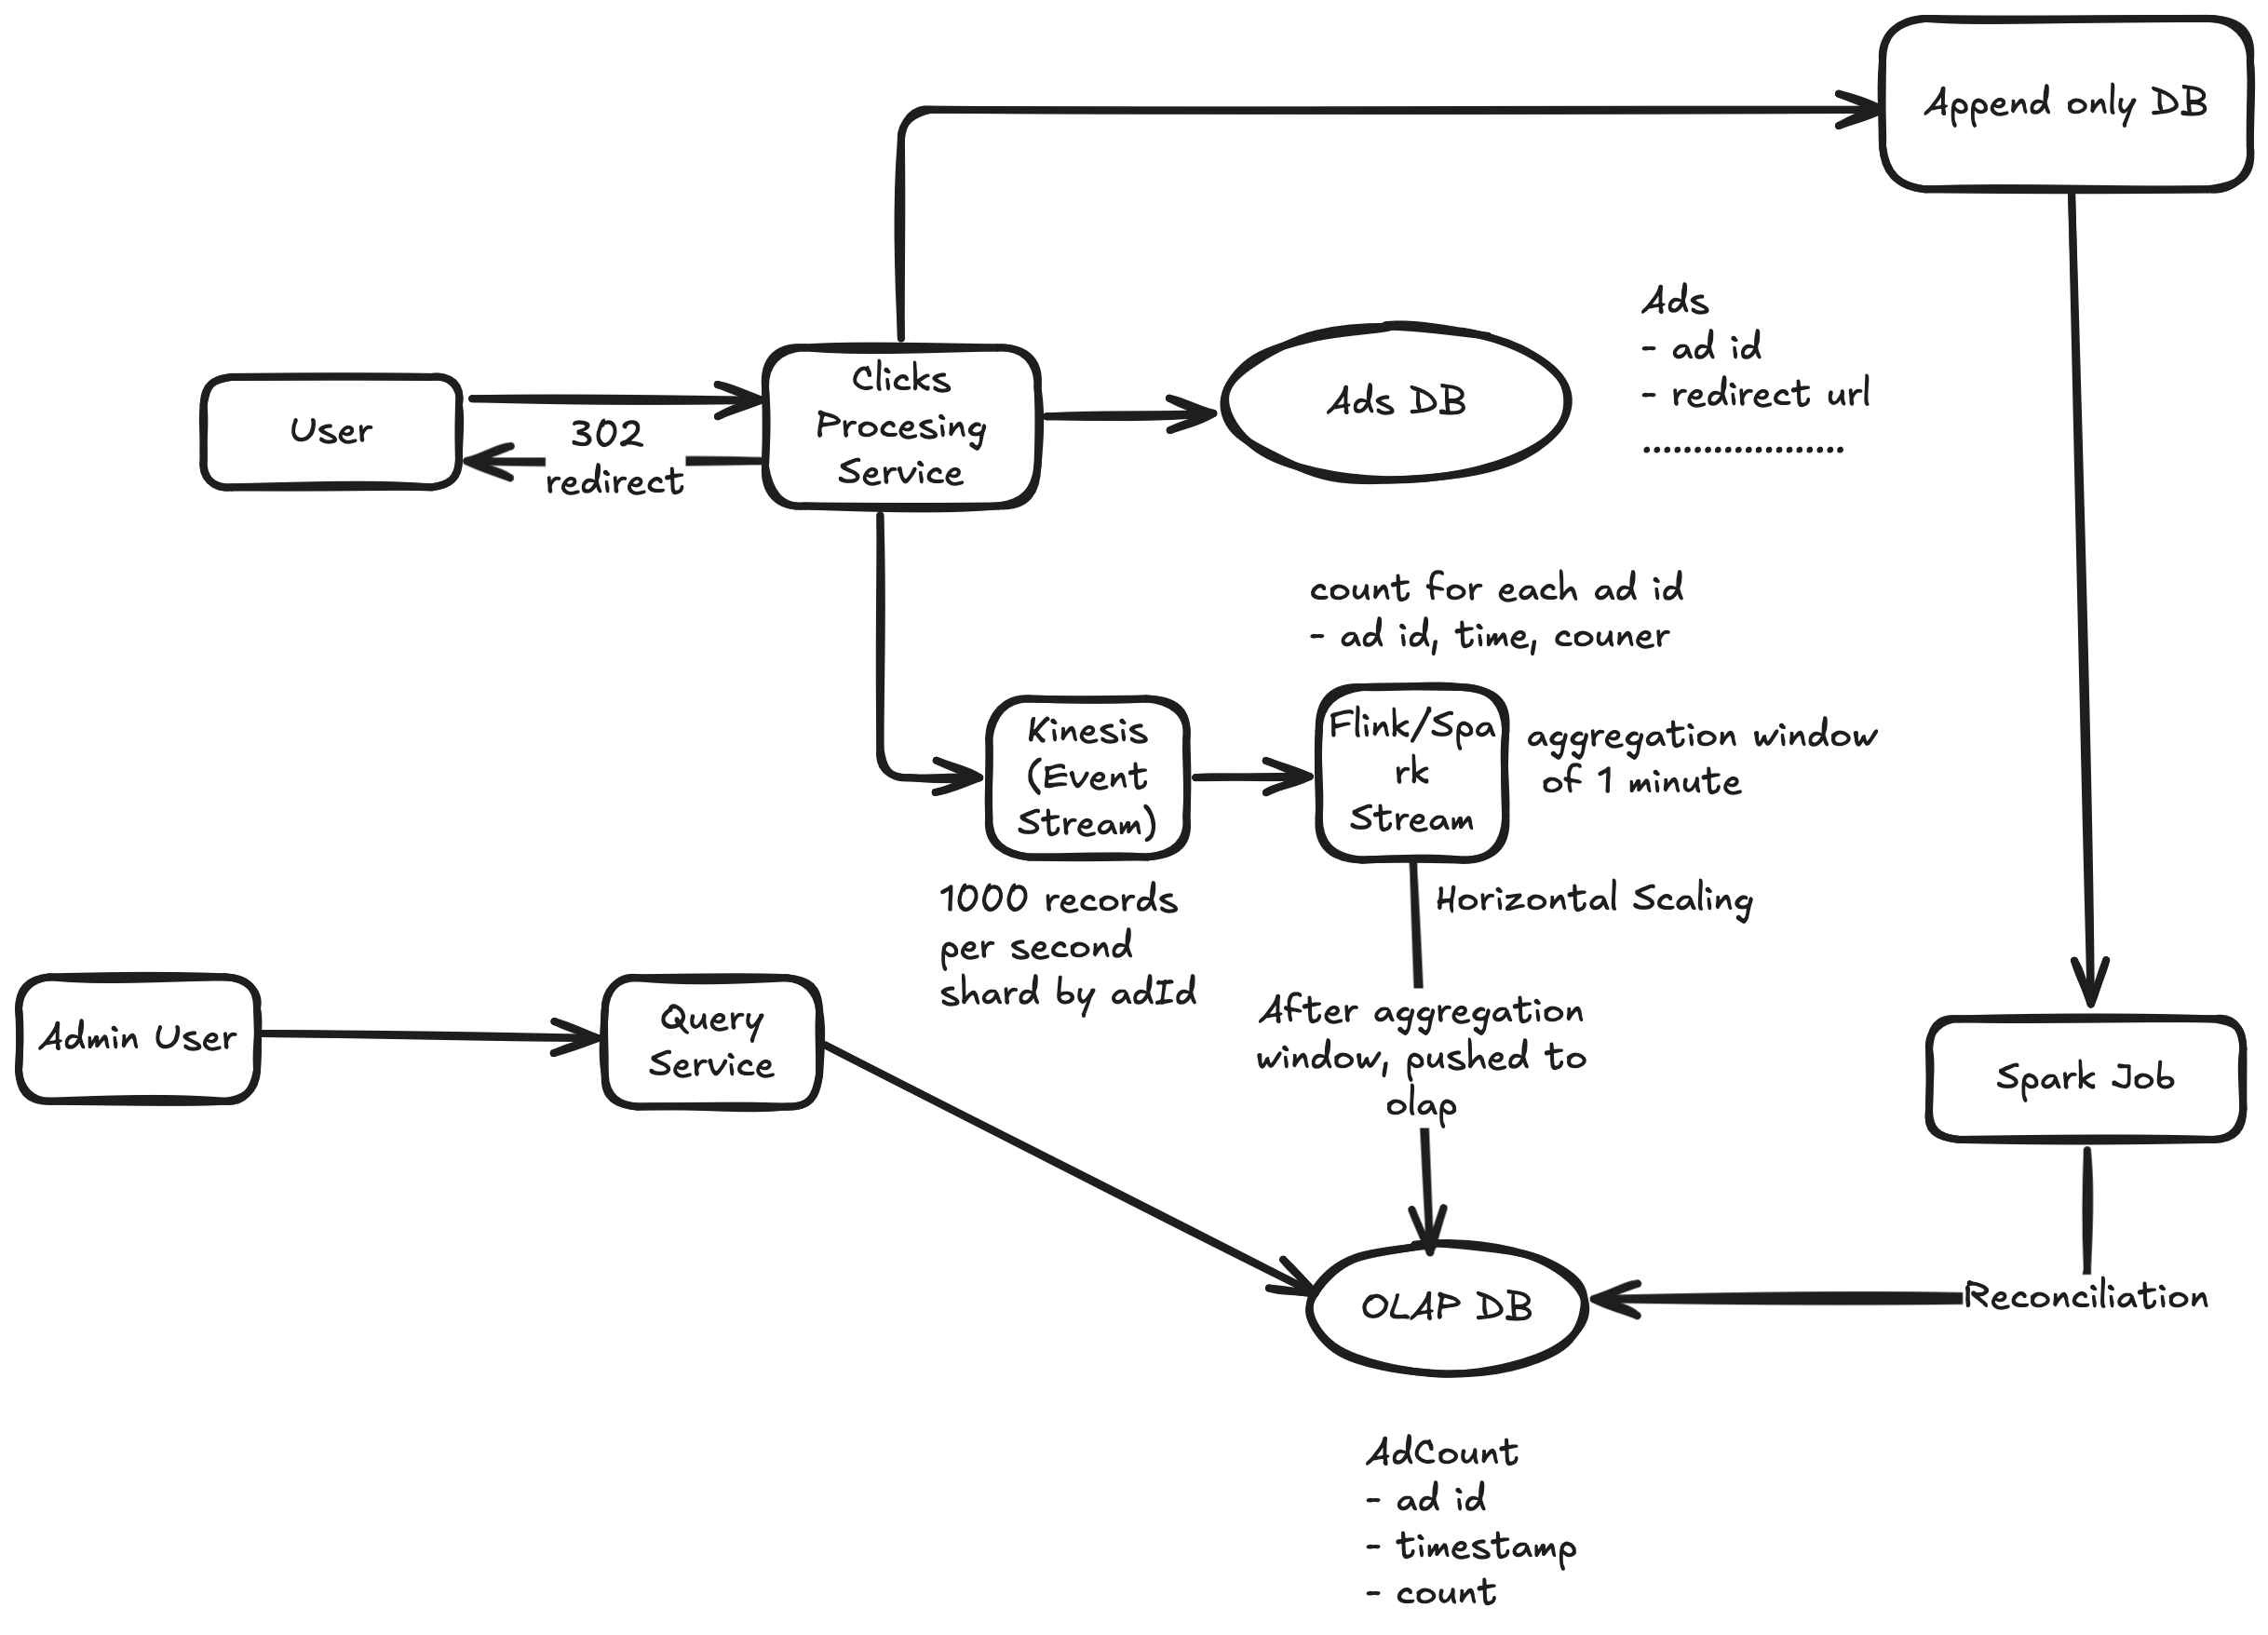 Append only DB
Ads
- ad id
- redirect url
..................
User
302
redirect
Clicks
Procesing
Service
Ads DB
count for each ad id
- ad id, time, couner
Kinesis
(Event
Stream)
Flink/Spa
rk
Stream
aggregation window
of 1 minute
1000 records
per second
shard by adId
Horizontal Scaling
After aggregation
window, pushed to
olap
Admin User
Query
Service
Spark Job
OLAP DB
Reconciliation
AdCount
- ad id
- timestamp
- count